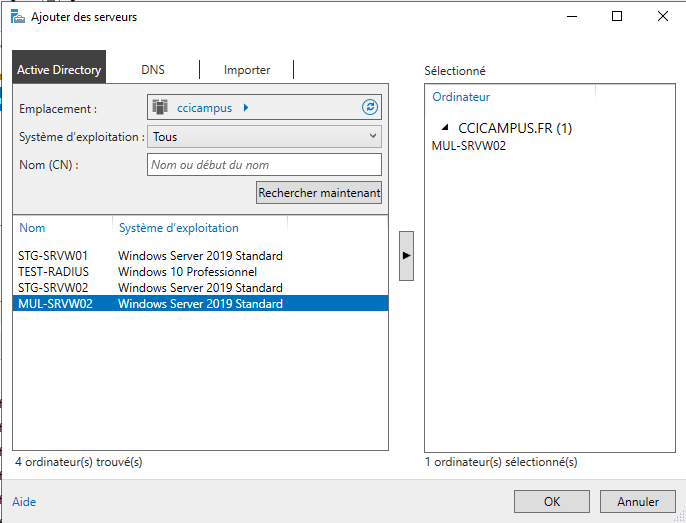 Ajouter des serveurs
Active Directory
DNS
Importer
Emplacement :
ccicampus
Système d'exploitation :
Tous
Nom (CN) :
Nom ou début du nom
Rechercher maintenant
Nom
Système d'exploitation
STG-SRVW01 Windows Server 2019 Standard
TEST-RADIUS Windows 10 Professionnel
STG-SRVW02 Windows Server 2019 Standard
MUL-SRVW02 Windows Server 2019 Standard
4 ordinateur(s) trouvé(s)
Sélectionné
Ordinateur
CCICAMPUS.FR (1)
MUL-SRVW02
1 ordinateur(s) sélectionné(s)
Aide
OK
Annuler